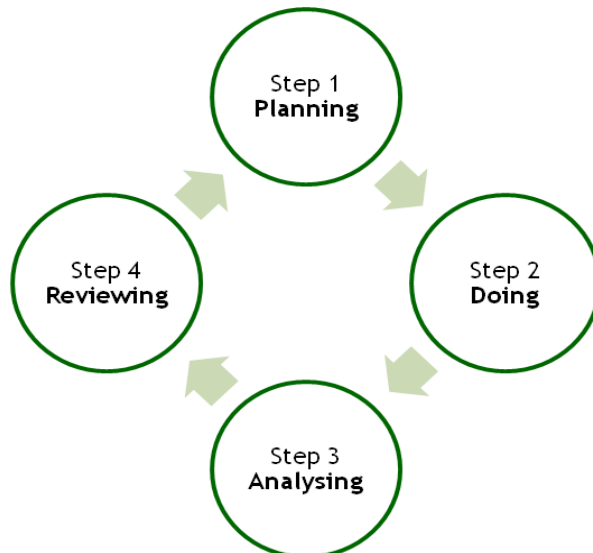 Step 1
Planning
Step 2
Doing
Step 3
Analysing
Step 4
Reviewing